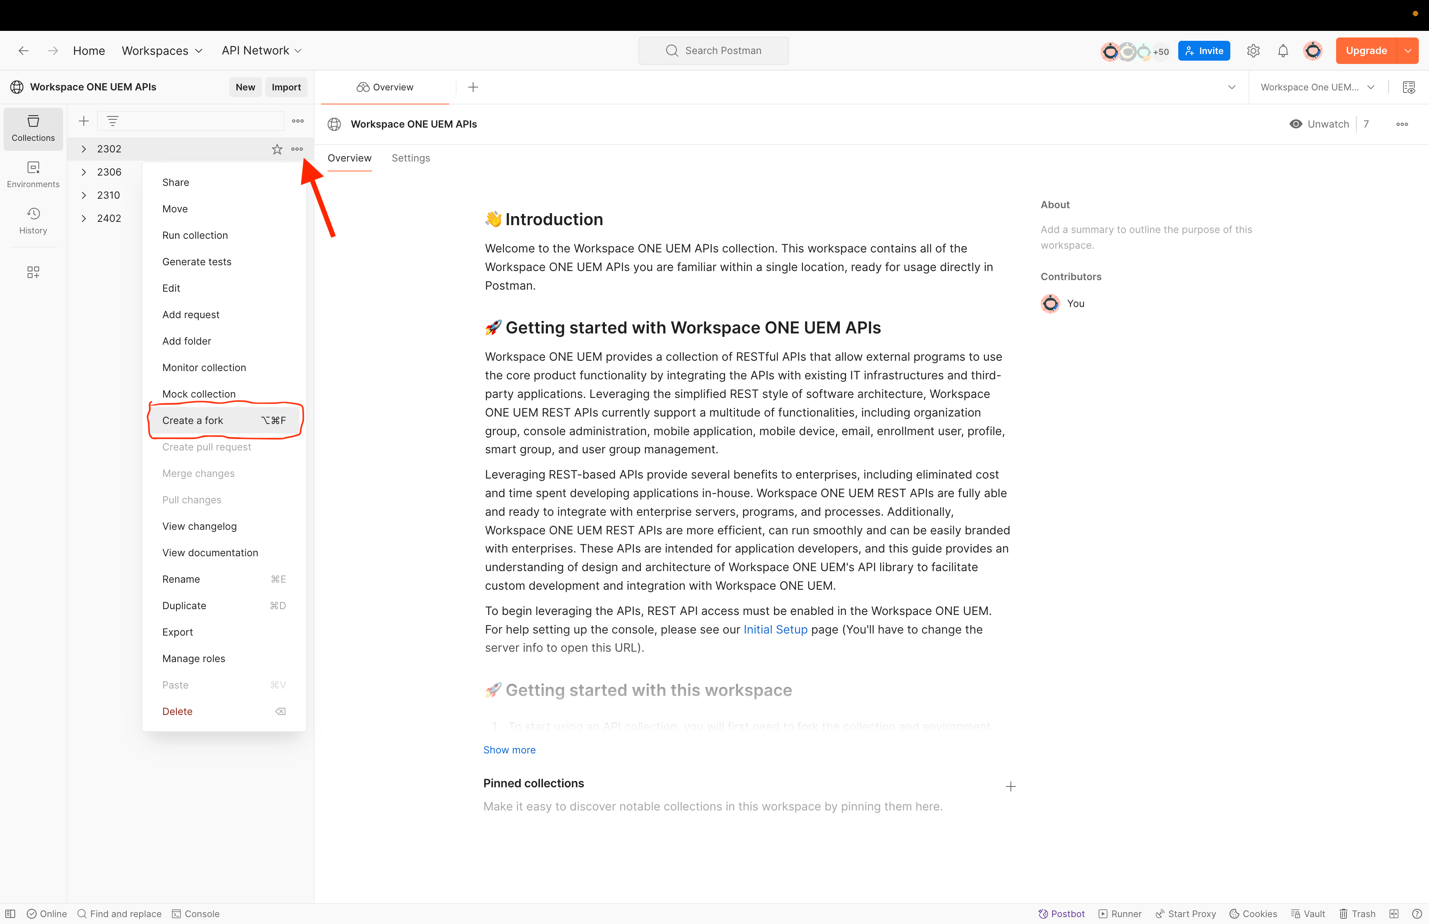 Home Workspaces API Network Search Postman +50 Invite Upgrade
Workspace ONE UEM APIs New Import Overview Workspace One UEM...
Collections
Environments
History
2302
2306
2310
2402
Share
Move
Run collection
Generate tests
Edit
Add request
Add folder
Monitor collection
Mock collection
Create a fork ⌥⌘F
Create pull request
Merge changes
Pull changes
View changelog
View documentation
Rename ⌘E
Duplicate ⌘D
Export
Manage roles
Paste ⌘V
Delete ⌫
Workspace ONE UEM APIs Unwatch 7
Overview Settings
👋 Introduction
Welcome to the Workspace ONE UEM APIs collection. This workspace contains all of the
Workspace ONE UEM APIs you are familiar within a single location, ready for usage directly in
Postman.
🚀 Getting started with Workspace ONE UEM APIs
Workspace ONE UEM provides a collection of RESTful APIs that allow external programs to use
the core product functionality by integrating the APIs with existing IT infrastructures and third-
party applications. Leveraging the simplified REST style of software architecture, Workspace
ONE UEM REST APIs currently support a multitude of functionalities, including organization
group, console administration, mobile application, mobile device, email, enrollment user, profile,
smart group, and user group management.
Leveraging REST-based APIs provide several benefits to enterprises, including eliminated cost
and time spent developing applications in-house. Workspace ONE UEM REST APIs are fully able
and ready to integrate with enterprise servers, programs, and processes. Additionally,
Workspace ONE UEM REST APIs are more efficient, can run smoothly and can be easily branded
with enterprises. These APIs are intended for application developers, and this guide provides an
understanding of design and architecture of Workspace ONE UEM's API library to facilitate
custom development and integration with Workspace ONE UEM.
To begin leveraging the APIs, REST API access must be enabled in the Workspace ONE UEM.
For help setting up the console, please see our Initial Setup page (You'll have to change the
server info to open this URL).
🚀 Getting started with this workspace
1. To start using an API collection, you will first need to fork the collection and environment
Show more
Pinned collections
Make it easy to discover notable collections in this workspace by pinning them here.
About
Add a summary to outline the purpose of this
workspace.
Contributors
You
Online Find and replace Console Postbot Runner Start Proxy Cookies Vault Trash